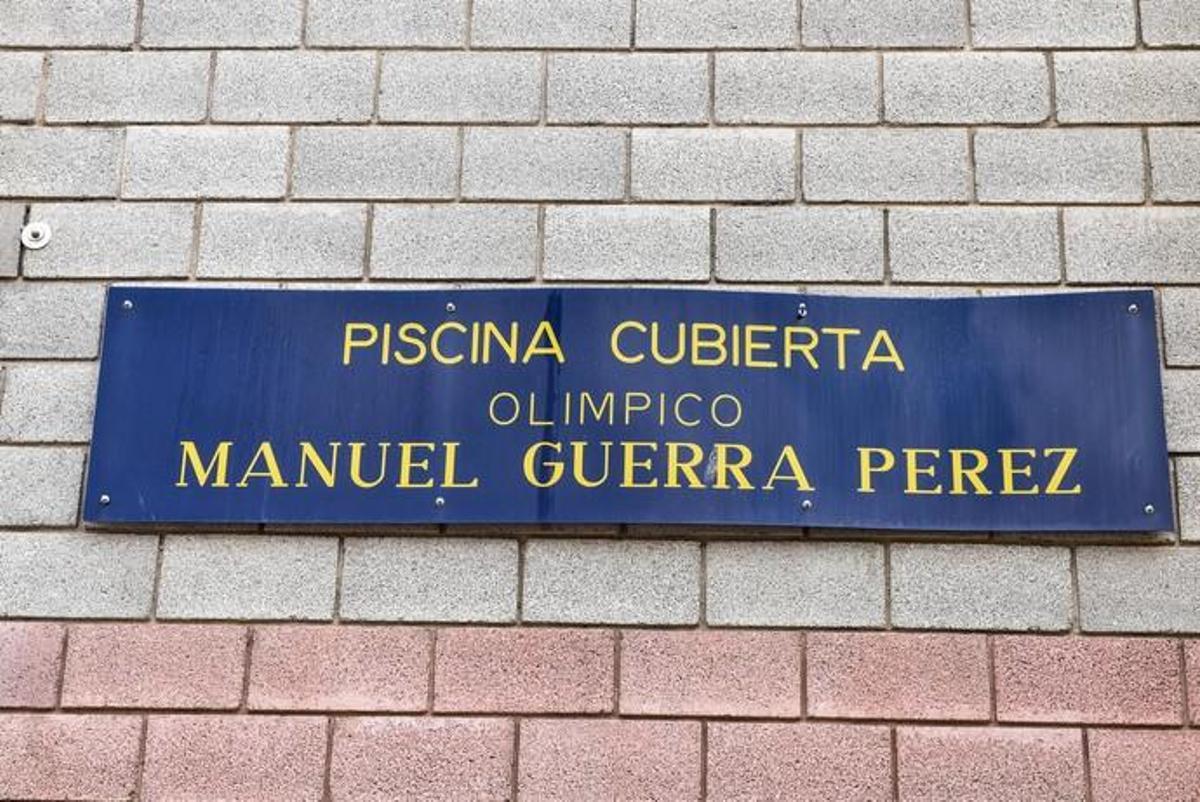 PISCINA CUBIERTA
OLIMPICO
MANUEL GUERRA PEREZ